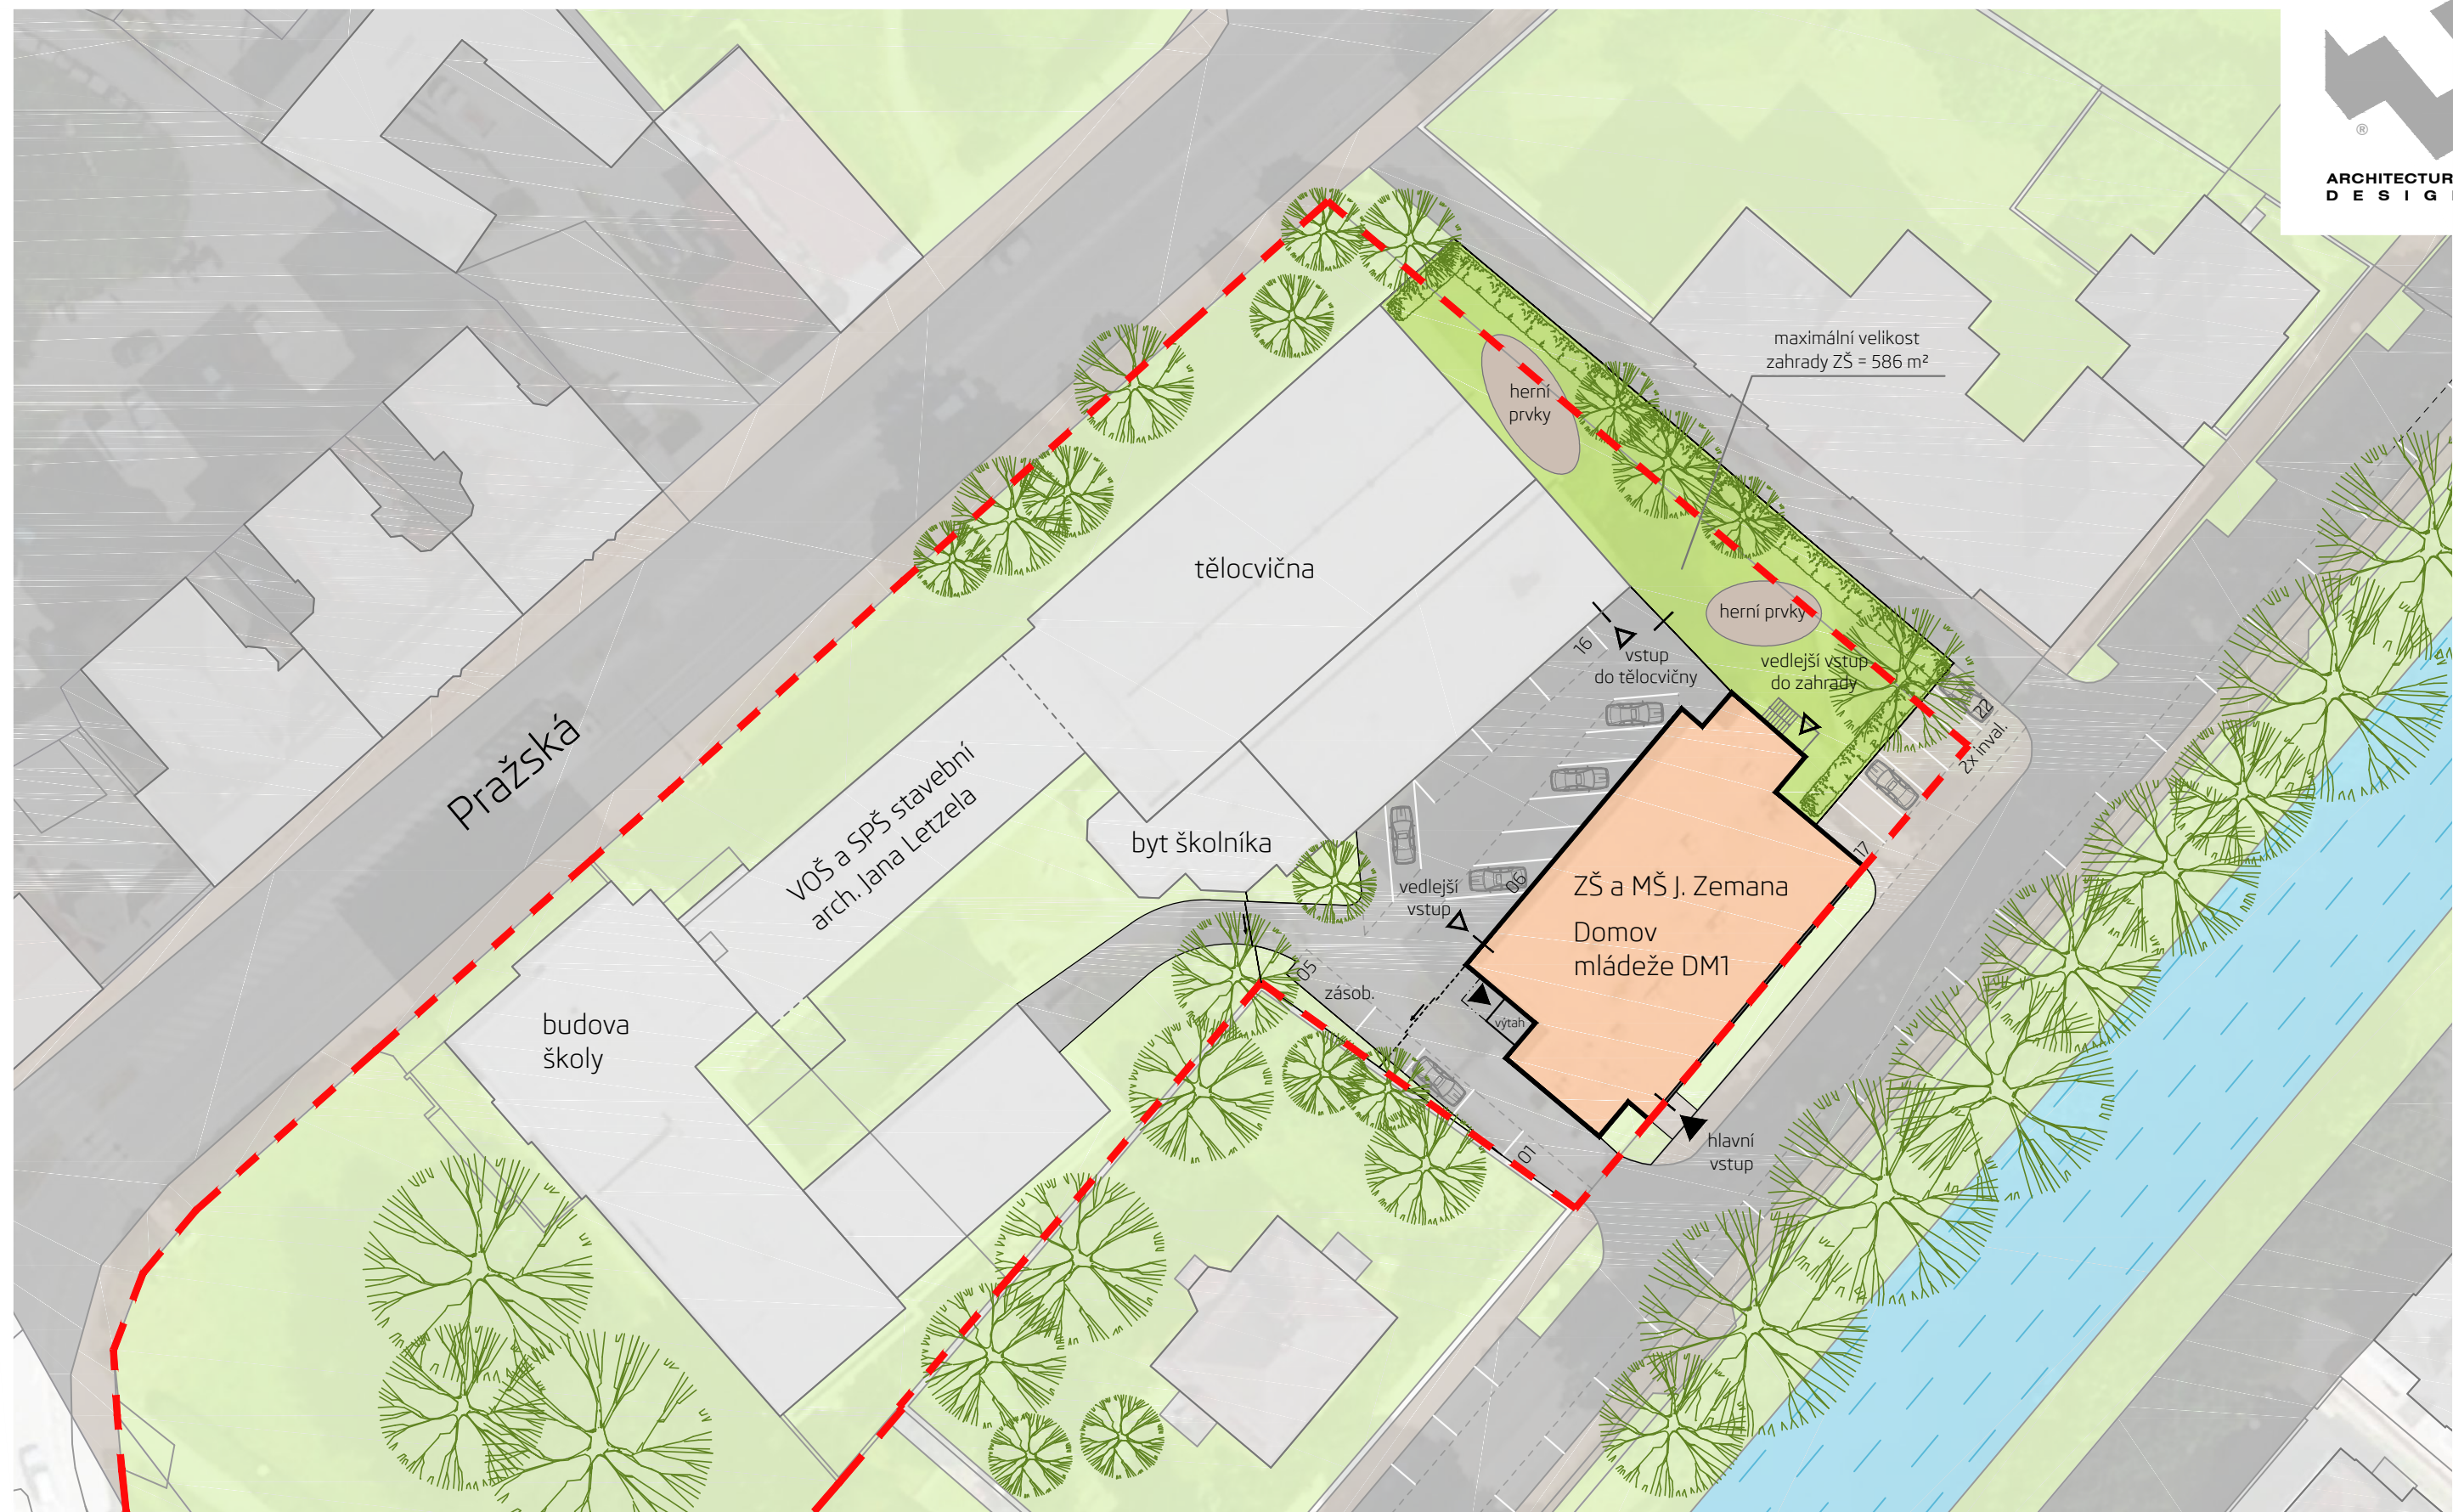 ®
ARCHITECTUR
DESIG
maximální velikost
zahrady ZŠ = 586 m²
herní
prvky
tělocvična
herní prvky
16
vstup
do tělocvičny
vedlejší vstup
do zahrady
22
2x inval.
Pražská
VOŠ a SPŠ stavební
arch. Jana Letzela
byt školníka
17
vedlejší
vstup
06
ZŠ a MŠ J. Zemana
Domov
mládeže DM1
05
zásob.
výtah
budova
školy
01
hlavní
vstup